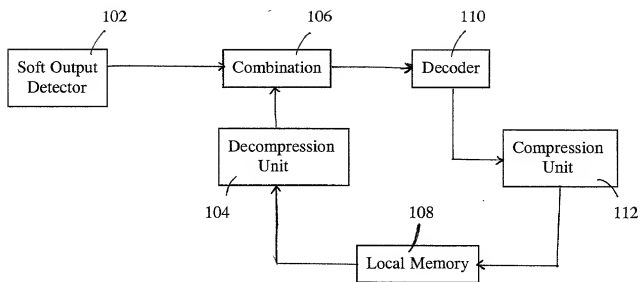 102
106
110
Soft Output
Detector
Combination
Decoder
Decompression
Unit
Compression
Unit
104
108
112
Local Memory